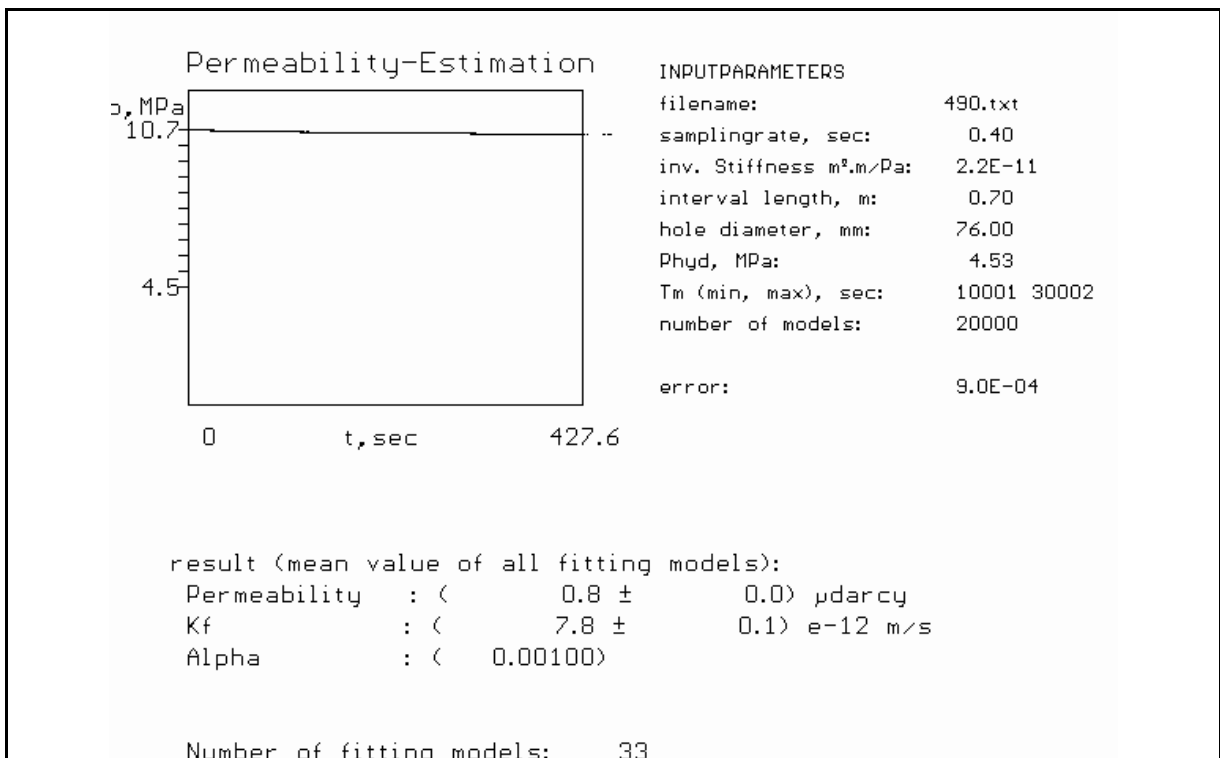 Permeability-Estimation
p,MPa
10.7
4.5
0 t,sec 427.6
INPUTPARAMETERS
filename: 490.txt
samplingrate, sec: 0.40
inv. Stiffness m².m/Pa: 2.2E-11
interval length, m: 0.70
hole diameter, mm: 76.00
Phyd, MPa: 4.53
Tm (min, max), sec: 10001 30002
number of models: 20000
error: 9.0E-04
result (mean value of all fitting models):
Permeability : ( 0.8 ± 0.0) µdarcy
Kf : ( 7.8 ± 0.1) e-12 m/s
Alpha : ( 0.00100)
Number of fitting models: 33